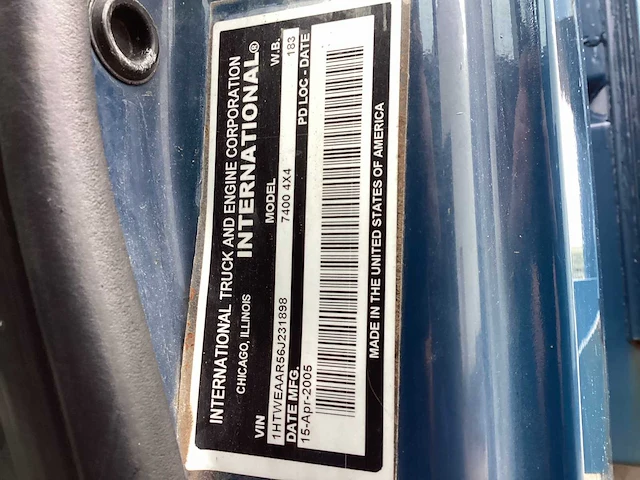 INTERNATIONAL TRUCK AND ENGINE CORPORATION
CHICAGO, ILLINOIS INTERNATIONAL®
VIN MODEL W.B.
1HTWEAAR56J231898 7400 4X4 183
DATE MFG. PD LOC - DATE
15-Apr-2005
MADE IN THE UNITED STATES OF AMERICA